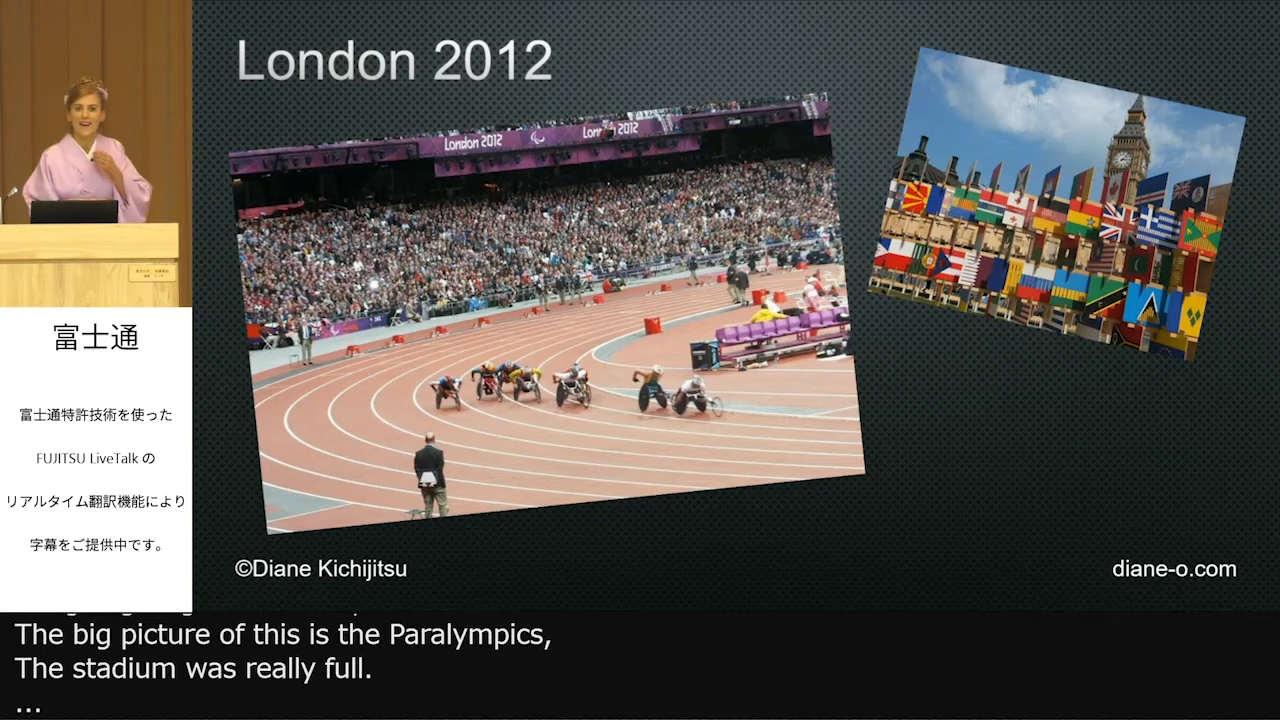 London 2012
London 2012
London 2012
©Diane Kichijitsu
diane-o.com
富士通
富士通特許技術を使った
FUJITSU LiveTalk の
リアルタイム翻訳機能により
字幕をご提供中です。
The big picture of this is the Paralympics,
The stadium was really full.
...